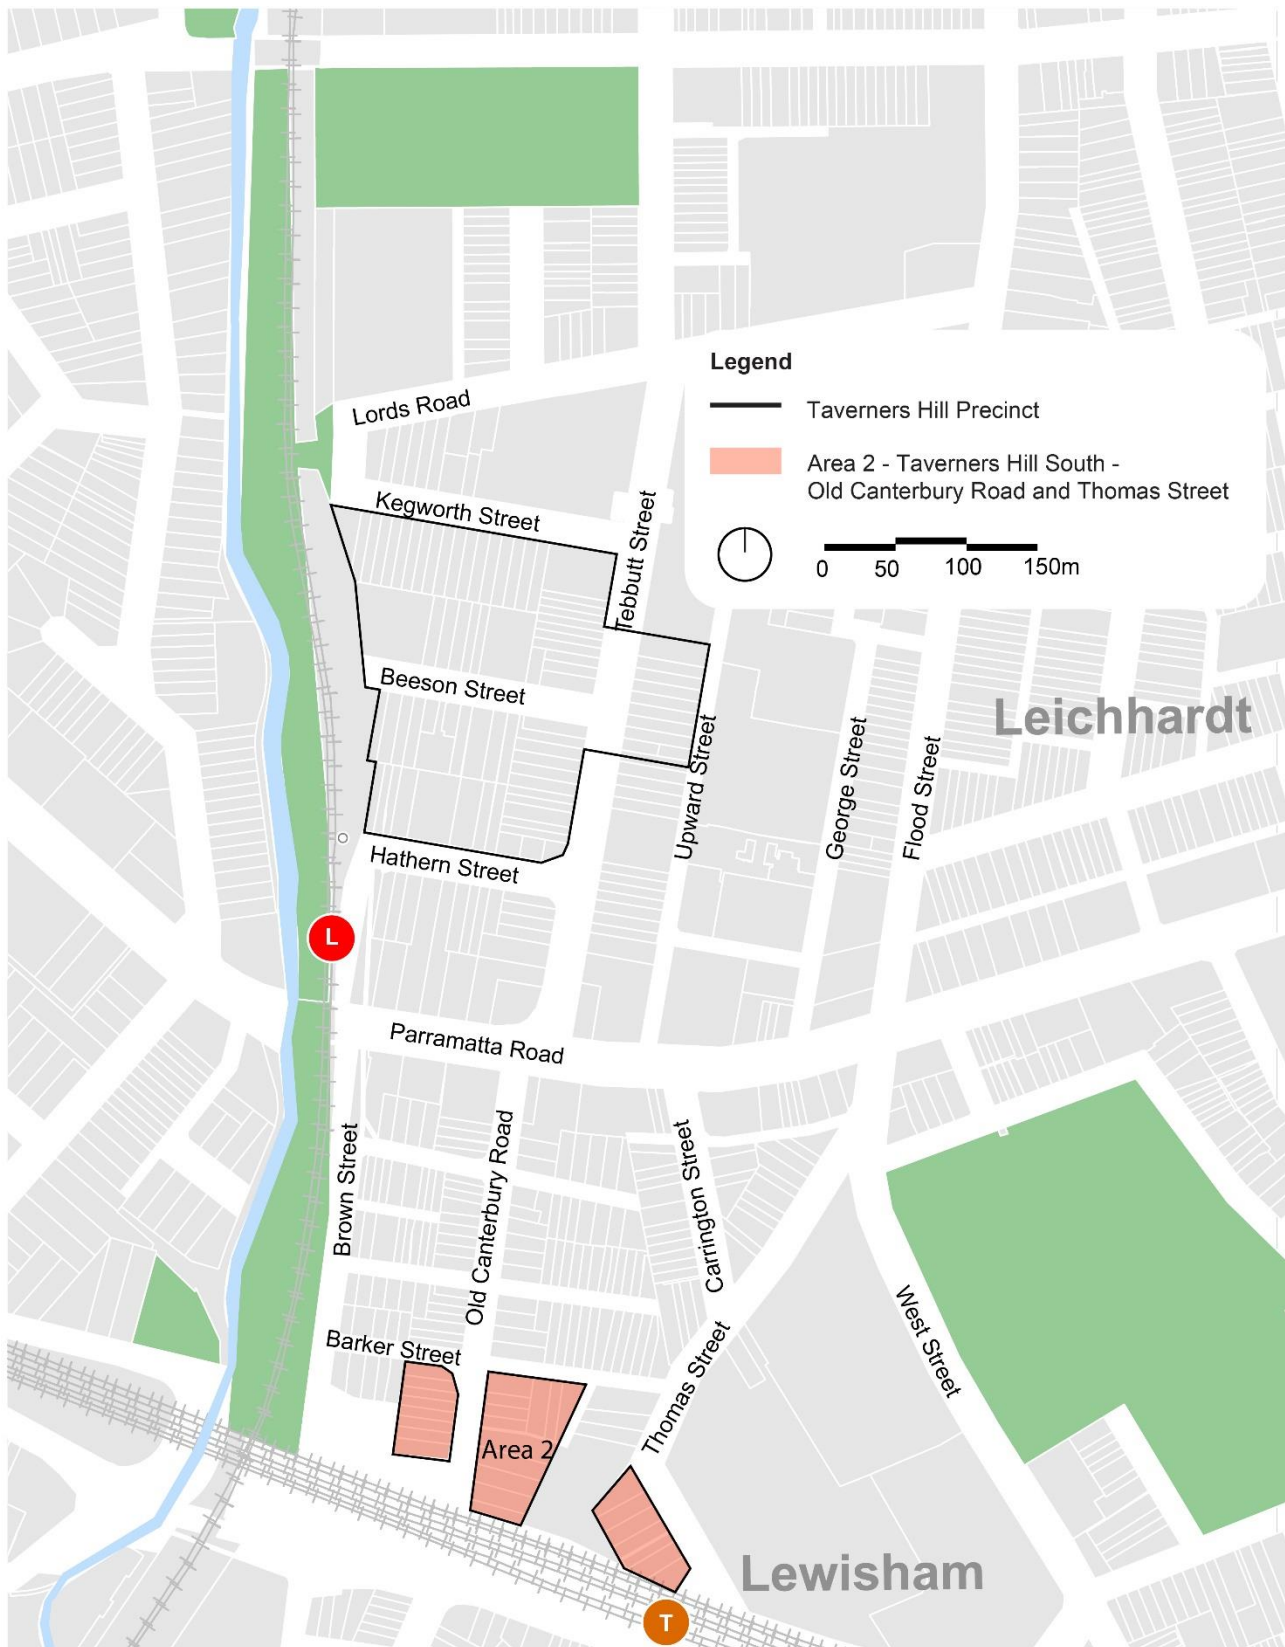 Legend
Taverners Hill Precinct
Area 2 - Taverners Hill South -
Old Canterbury Road and Thomas Street
0 50 100 150m
Lords Road
Kegworth Street
Tebbutt Street
Beeson Street
Leichhardt
Upward Street
George Street
Flood Street
Hathern Street
L
Parramatta Road
Brown Street
Old Canterbury Road
Carrington Street
West Street
Barker Street
Thomas Street
Area 2
Lewisham
T